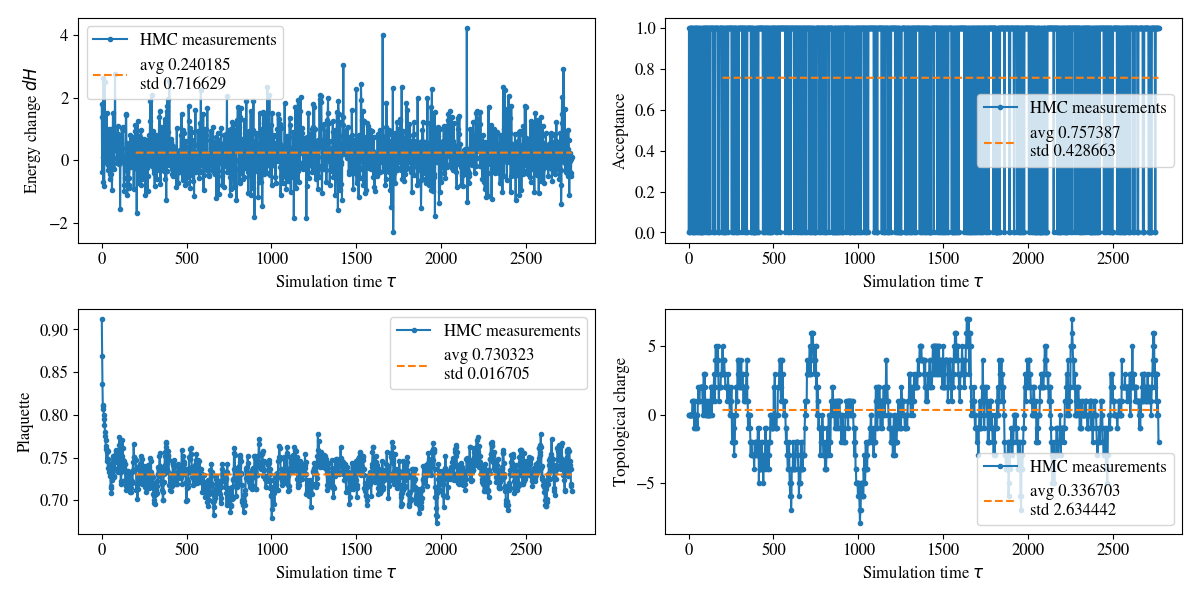 Energy change dH
4
2
0
−2
HMC measurements
avg 0.240185
std 0.716629
0
500
1000
1500
2000
2500
Simulation time τ
Acceptance
1.0
0.8
0.6
0.4
0.2
0.0
HMC measurements
avg 0.757387
std 0.428663
0
500
1000
1500
2000
2500
Simulation time τ
Plaquette
0.90
0.85
0.80
0.75
0.70
HMC measurements
avg 0.730323
std 0.016705
0
500
1000
1500
2000
2500
Simulation time τ
Topological charge
5
0
−5
HMC measurements
avg 0.336703
std 2.634442
0
500
1000
1500
2000
2500
Simulation time τ